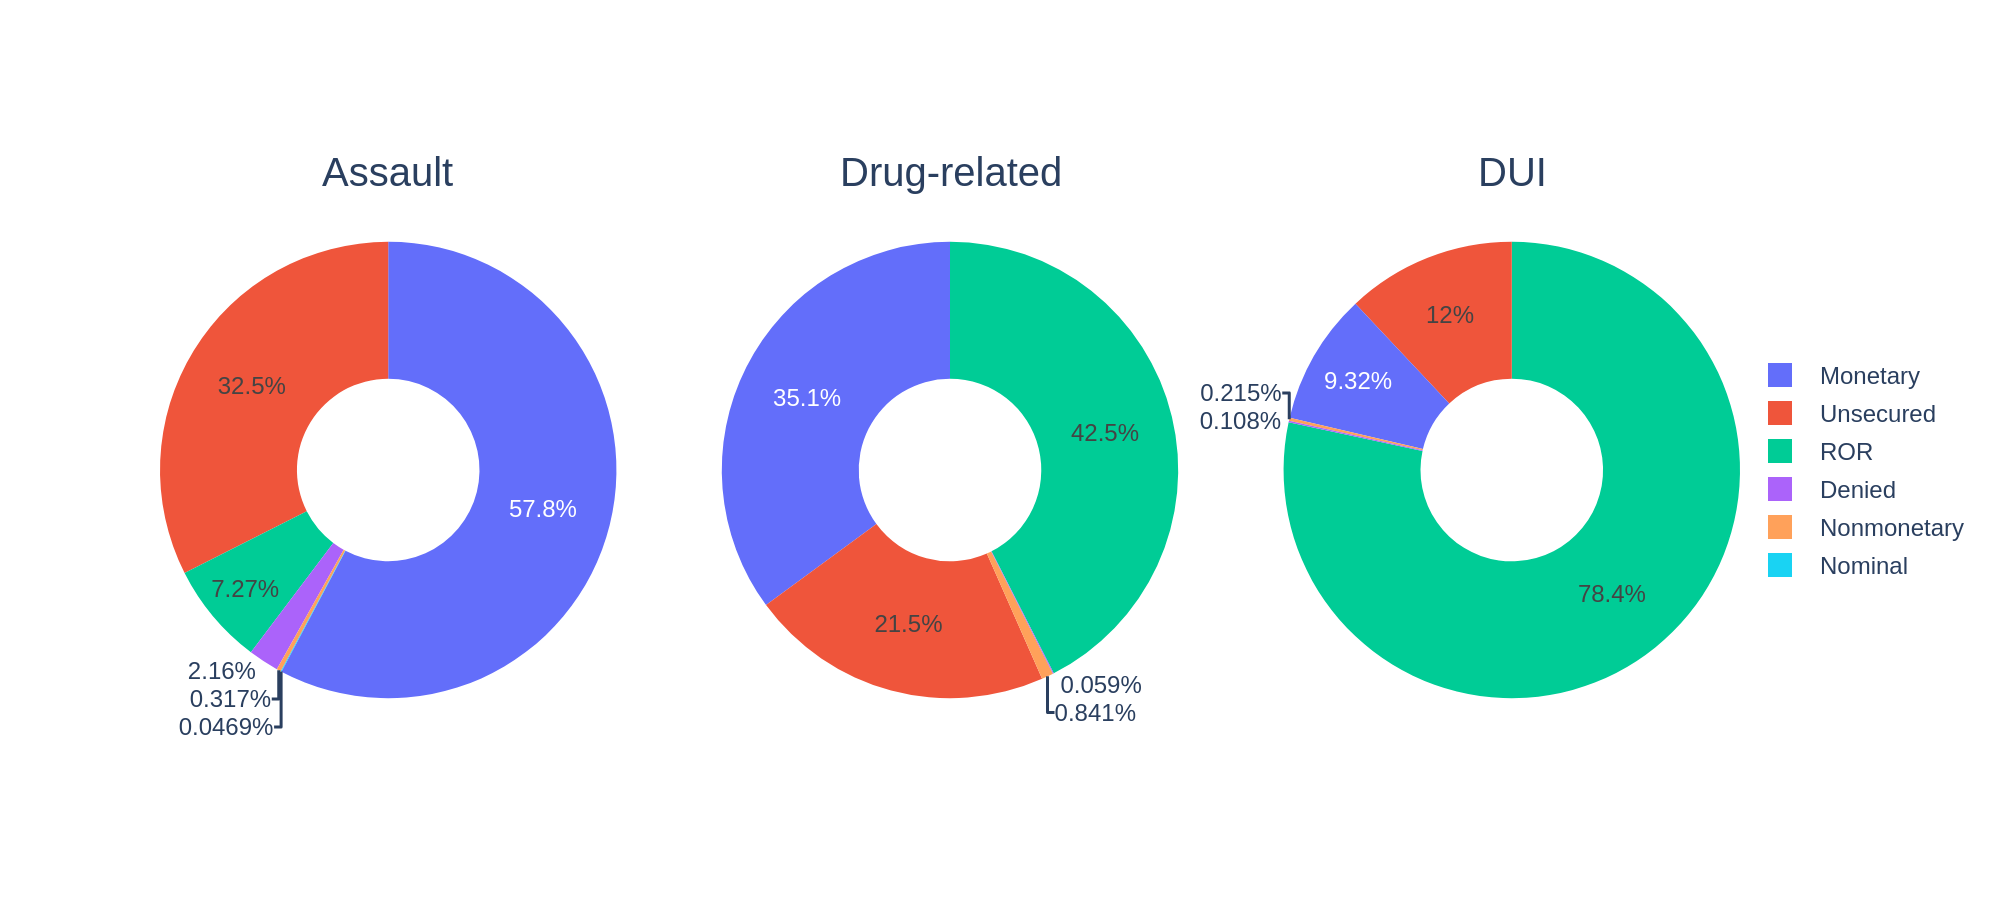 Assault
Drug-related
DUI
57.8%
32.5%
7.27%
2.16%
0.317%
0.0469%
42.5%
35.1%
21.5%
0.059%
0.841%
78.4%
12%
9.32%
0.215%
0.108%
Monetary
Unsecured
ROR
Denied
Nonmonetary
Nominal